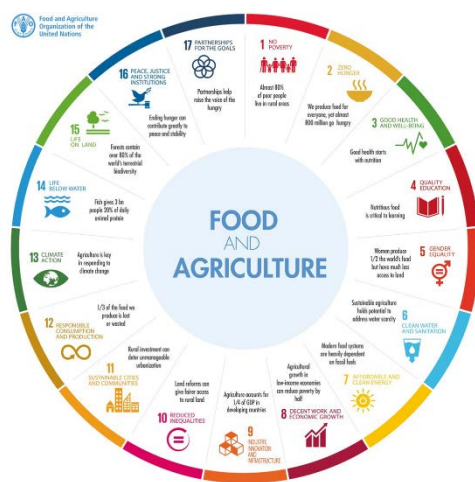 Food and Agriculture
Organization of the
United Nations
FOOD
AND
AGRICULTURE
1 NO
POVERTY
Almost 80%
of poor people
live in rural areas
2 ZERO
HUNGER
We produce food for
everyone, yet almost
800 million go hungry
3 GOOD HEALTH
AND WELL-BEING
Good health starts
with nutrition
4 QUALITY
EDUCATION
Nutritious food
is critical to learning
5 GENDER
EQUALITY
Women produce
1/2 the world's food
but have much less
access to land
6
CLEAN WATER
AND SANITATION
Sustainable agriculture
holds potential to
address water scarcity
7 AFFORDABLE AND
CLEAN ENERGY
Modern food systems
are heavily dependent
on fossil fuels
8 DECENT WORK AND
ECONOMIC GROWTH
Agricultural
growth in
low-income economies
can reduce poverty by
half
9
INDUSTRY,
INNOVATION AND
INFRASTRUCTURE
Agriculture accounts for
1/4 of GDP in
developing countries
10 REDUCED
INEQUALITIES
Land reforms can
give fairer access
to rural land
11
SUSTAINABLE CITIES
AND COMMUNITIES
Rural investment can
deter unmanageable
urbanization
12 RESPONSIBLE
CONSUMPTION
AND PRODUCTION
1/3 of the food we
produce is lost
or wasted
13 CLIMATE
ACTION
Agriculture is key
in responding to
climate change
14 LIFE
BELOW WATER
Fish gives 3 bn
people 20% of daily
animal protein
15 LIFE
ON LAND
Forests contain
over 80% of the
world's terrestrial
biodiversity
16 PEACE, JUSTICE
AND STRONG
INSTITUTIONS
Ending hunger can
contribute greatly to
peace and stability
17 PARTNERSHIPS
FOR THE GOALS
Partnerships help
raise the voice of the
hungry